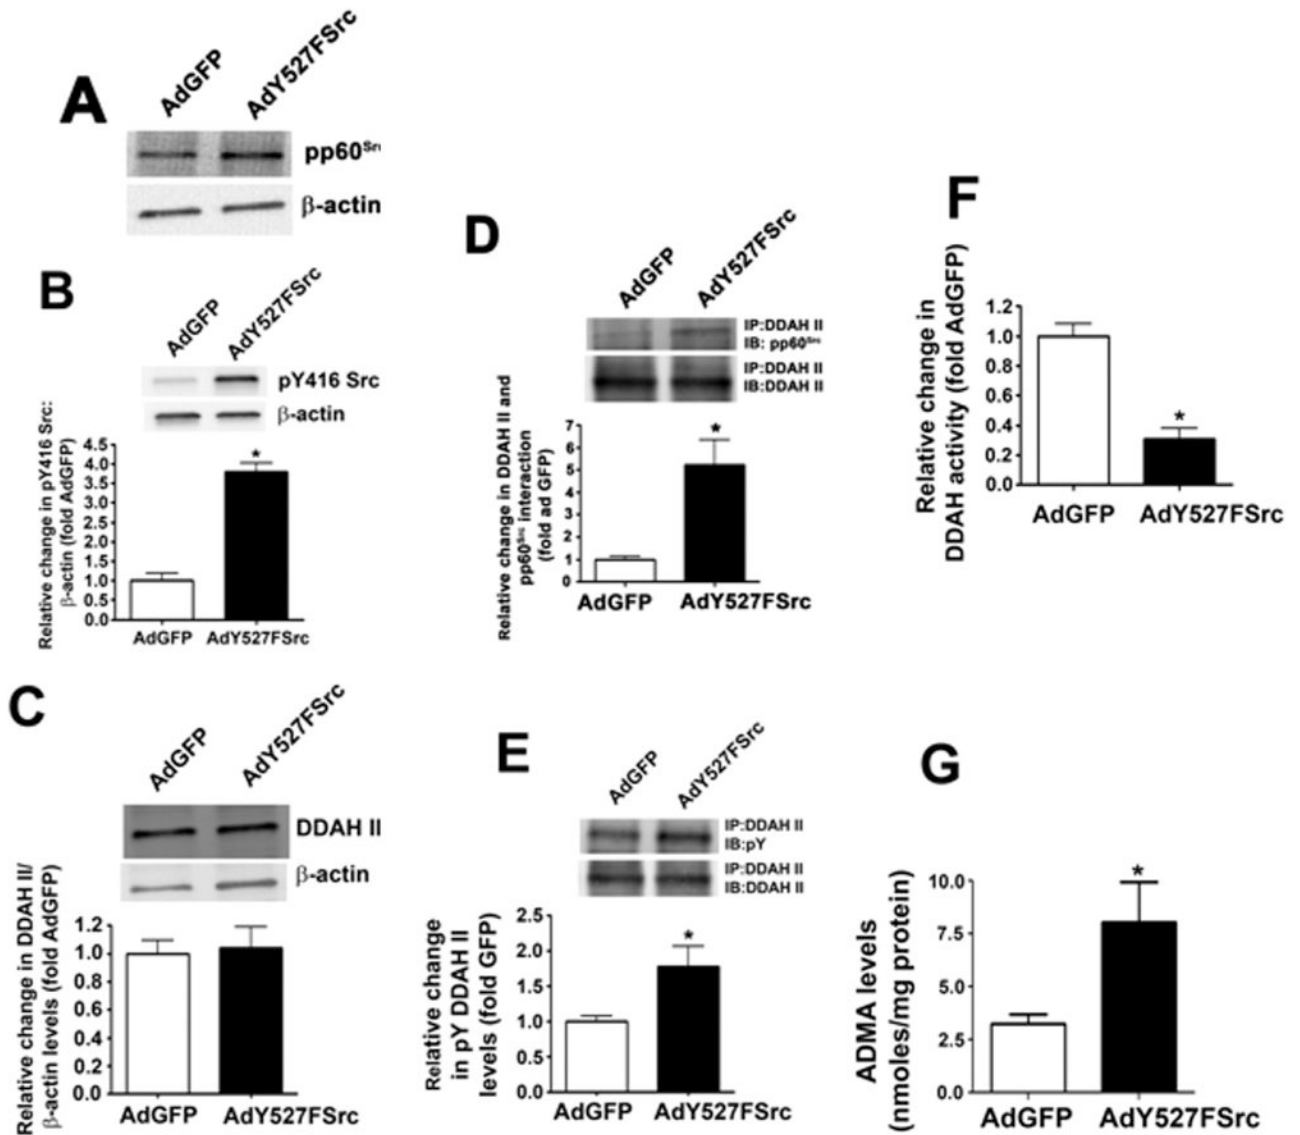 A
AdGFP
AdY527FSrc
pp60Src
β-actin
B
AdGFP
AdY527FSrc
pY416 Src
β-actin
Relative change in pY416 Src:
β-actin (fold AdGFP)
4.5
4.0
3.5
3.0
2.5
2.0
1.5
1.0
0.5
0.0
*
AdGFP
AdY527FSrc
C
AdGFP
AdY527FSrc
DDAH II
β-actin
Relative change in DDAH II/
β-actin levels (fold AdGFP)
1.2
1.0
0.8
0.6
0.4
0.2
0.0
AdGFP
AdY527FSrc
D
AdGFP
AdY527FSrc
IP:DDAH II
IB: pp60Src
IP:DDAH II
IB:DDAH II
Relative change in DDAH II and
pp60Src interaction
(fold ad GFP)
7
6
5
4
3
2
1
0
*
AdGFP
AdY527FSrc
E
AdGFP
AdY527FSrc
IP:DDAH II
IB:pY
IP:DDAH II
IB:DDAH II
Relative change
in pY DDAH II
levels (fold GFP)
2.5
2.0
1.5
1.0
0.5
0.0
*
AdGFP
AdY527FSrc
F
Relative change in
DDAH activity (fold AdGFP)
1.2
1.0
0.8
0.6
0.4
0.2
0.0
*
AdGFP
AdY527FSrc
G
ADMA levels
(nmoles/mg protein)
10.0
7.5
5.0
2.5
0.0
*
AdGFP
AdY527FSrc